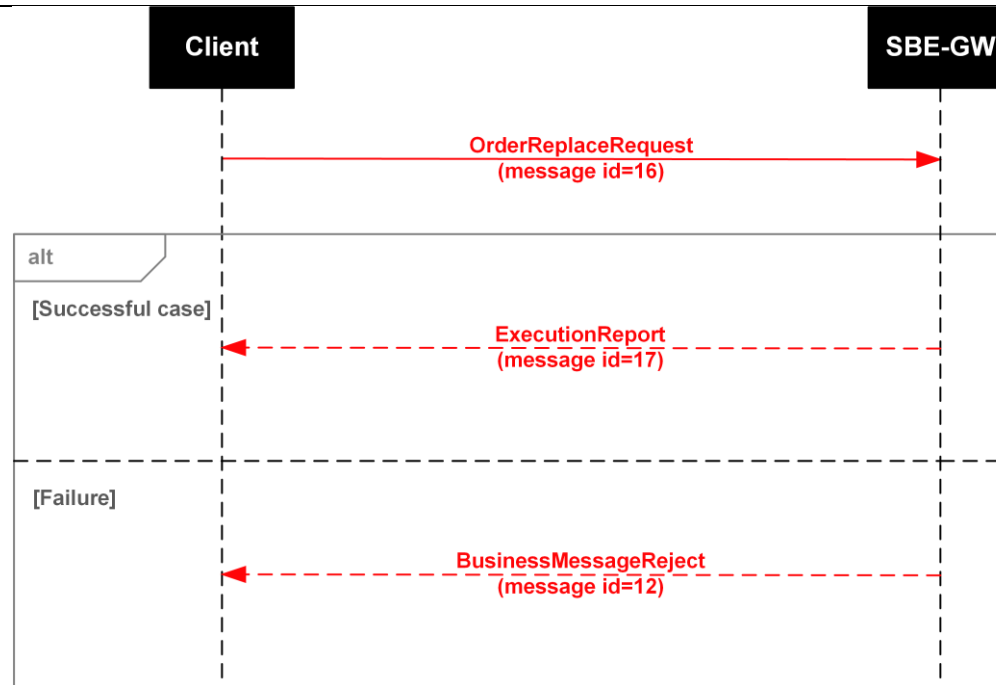 Client
SBE-GW
OrderReplaceRequest
(message id=16)
alt
[Successful case]
ExecutionReport
(message id=17)
[Failure]
BusinessMessageReject
(message id=12)